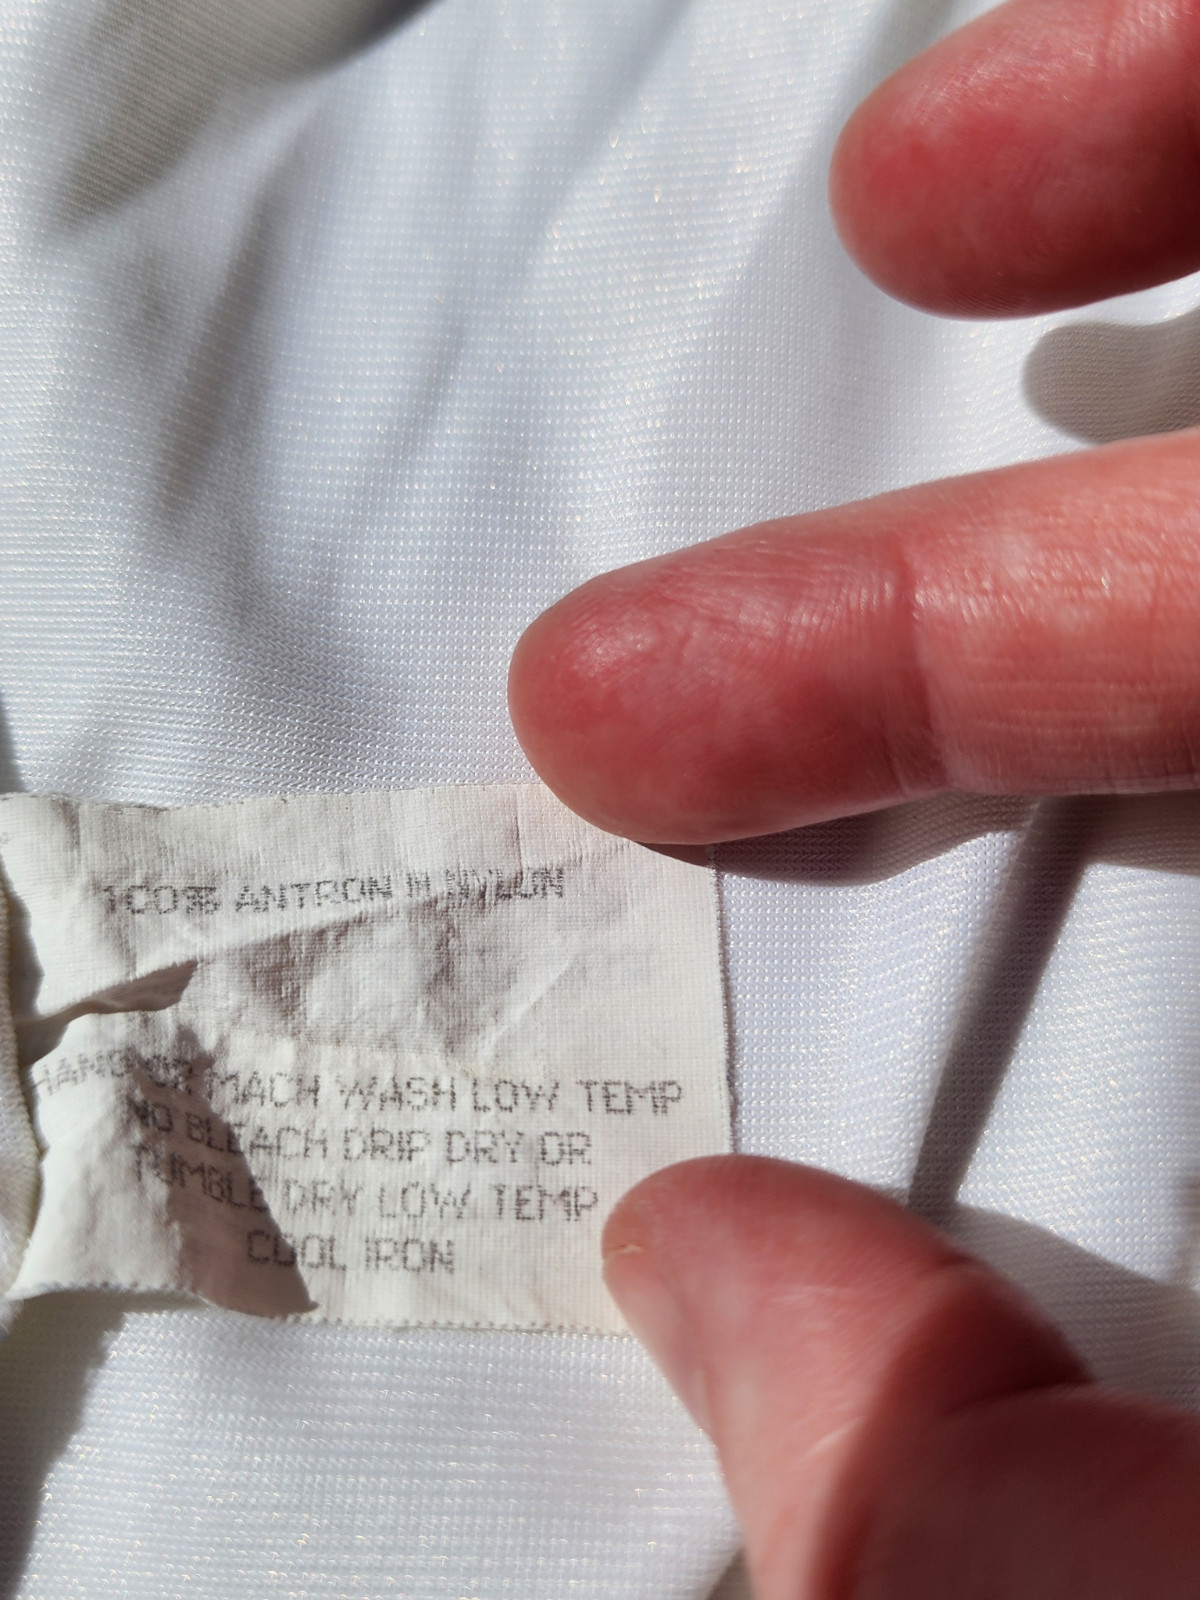 100% ANTRON III NYLON
HAND OR MACH WASH LOW TEMP
NO BLEACH DRIP DRY OR
TUMBLE DRY LOW TEMP
COOL IRON